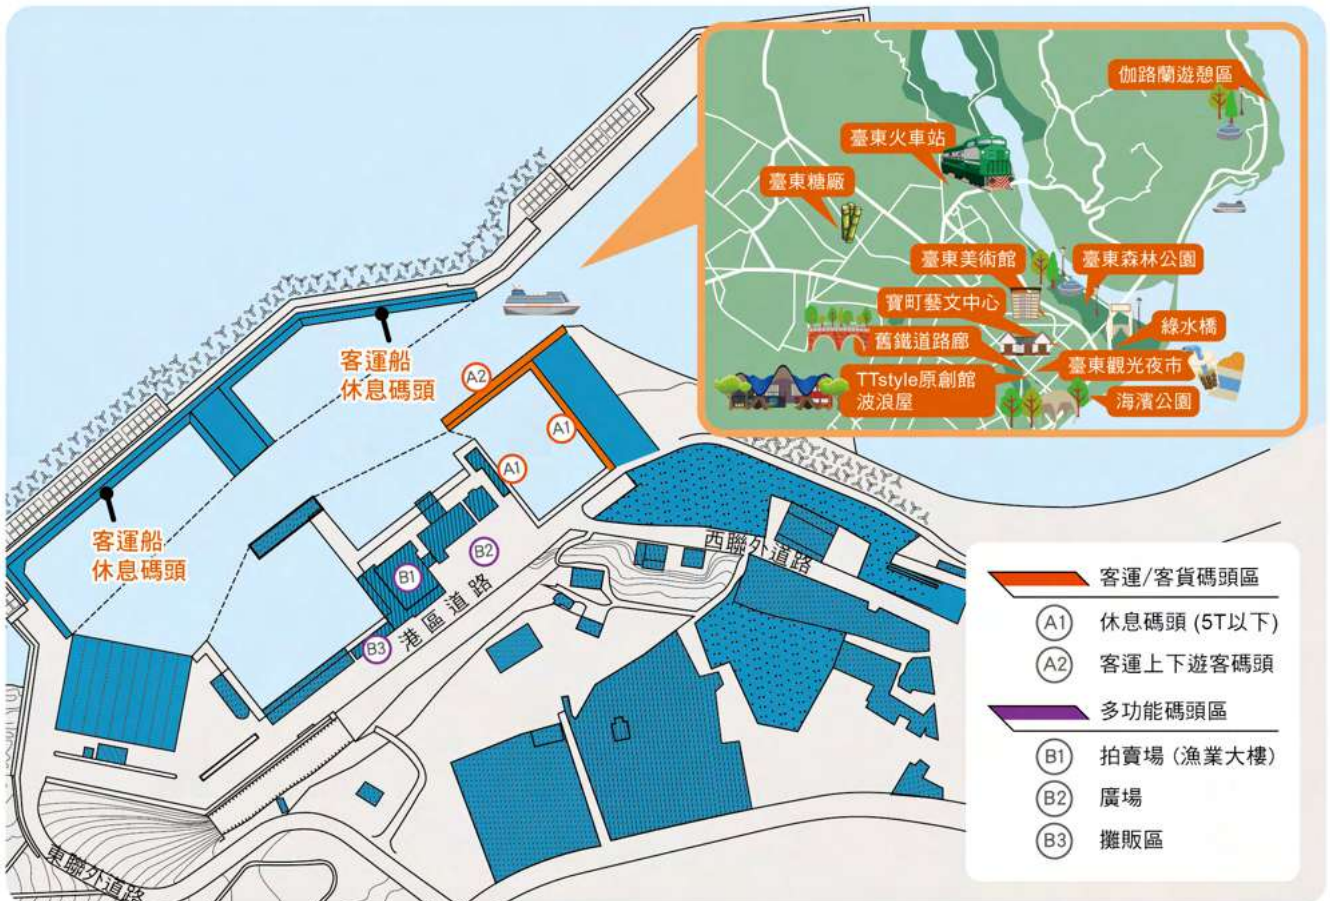 伽路蘭遊憩區
臺東火車站
臺東糖廠
臺東美術館
臺東森林公園
寶町藝文中心
綠水橋
舊鐵道路廊
臺東觀光夜市
TTstyle原創館
波浪屋
海濱公園
客運船
休息碼頭
A2
A1
A1
客運船
休息碼頭
B2
B1
B3
港區道路
西聯外道路
東聯外道路
客運/客貨碼頭區
A1 休息碼頭 (5T以下)
A2 客運上下遊客碼頭
多功能碼頭區
B1 拍賣場 (漁業大樓)
B2 廣場
B3 攤販區